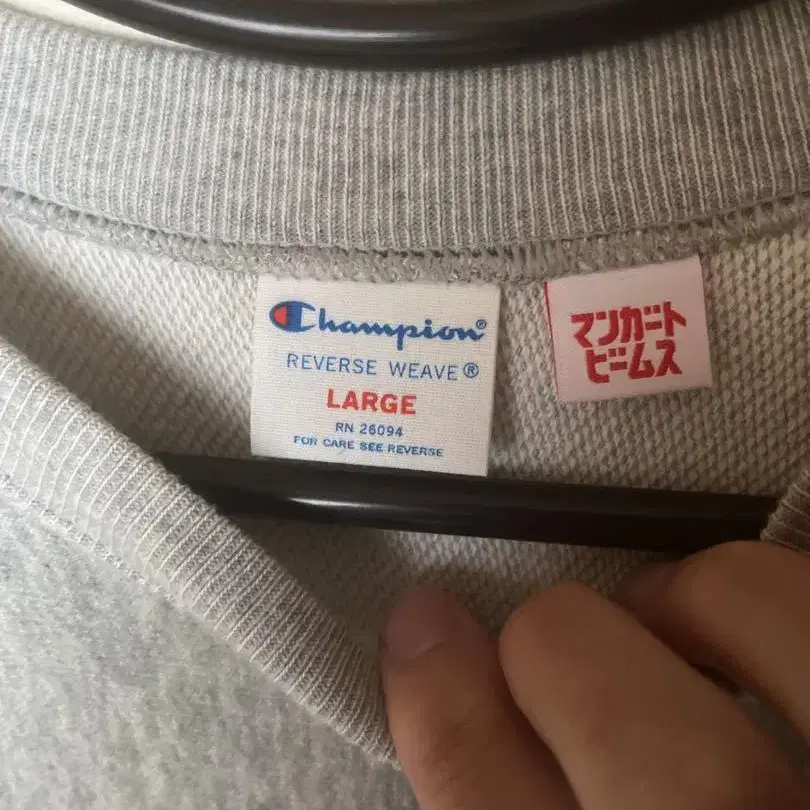 Champion®
REVERSE WEAVE®
LARGE
RN 26094
FOR CARE SEE REVERSE
マンガート
ビームス